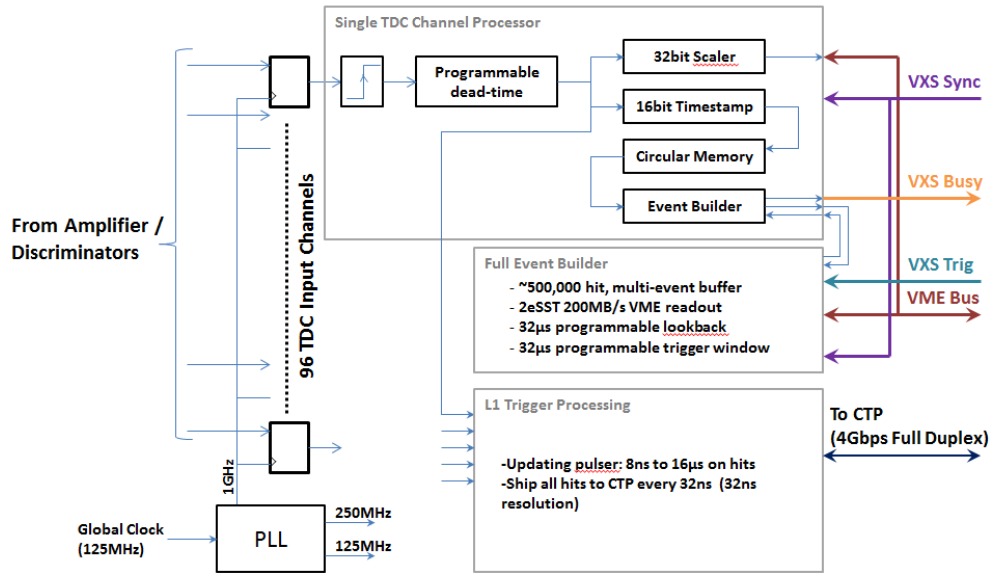 Single TDC Channel Processor
32bit Scaler
Programmable
dead-time
16bit Timestamp
Circular Memory
Event Builder
VXS Sync
VXS Busy
VXS Trig
VME Bus
From Amplifier /
Discriminators
96 TDC Input Channels
Full Event Builder
- ~500,000 hit, multi-event buffer
- 2eSST 200MB/s VME readout
- 32µs programmable lookback
- 32µs programmable trigger window
L1 Trigger Processing
-Updating pulser: 8ns to 16µs on hits
-Ship all hits to CTP every 32ns (32ns
resolution)
To CTP
(4Gbps Full Duplex)
1GHz
Global Clock
(125MHz)
PLL
250MHz
125MHz